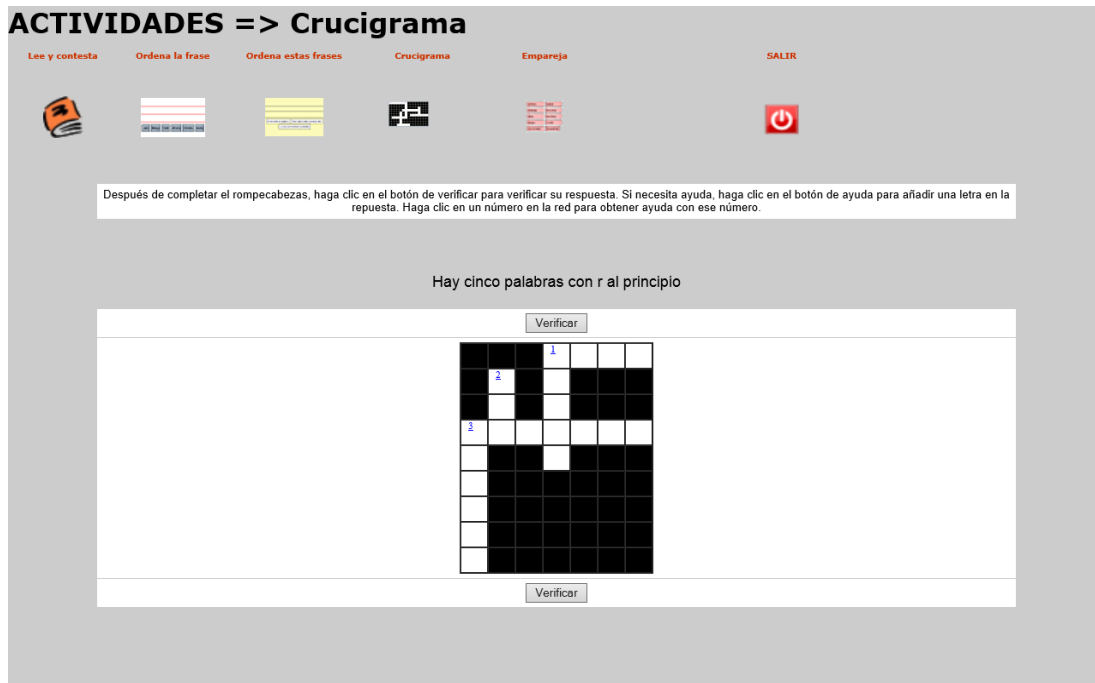 ACTIVIDADES => Crucigrama
Lee y contesta Ordena la frase Ordena estas frases Crucigrama Empareja SALIR
Después de completar el rompecabezas, haga clic en el botón de verificar para verificar su respuesta. Si necesita ayuda, haga clic en el botón de ayuda para añadir una letra en la
repuesta. Haga clic en un número en la red para obtener ayuda con ese número.
Hay cinco palabras con r al principio
Verificar
1
2
3
Verificar